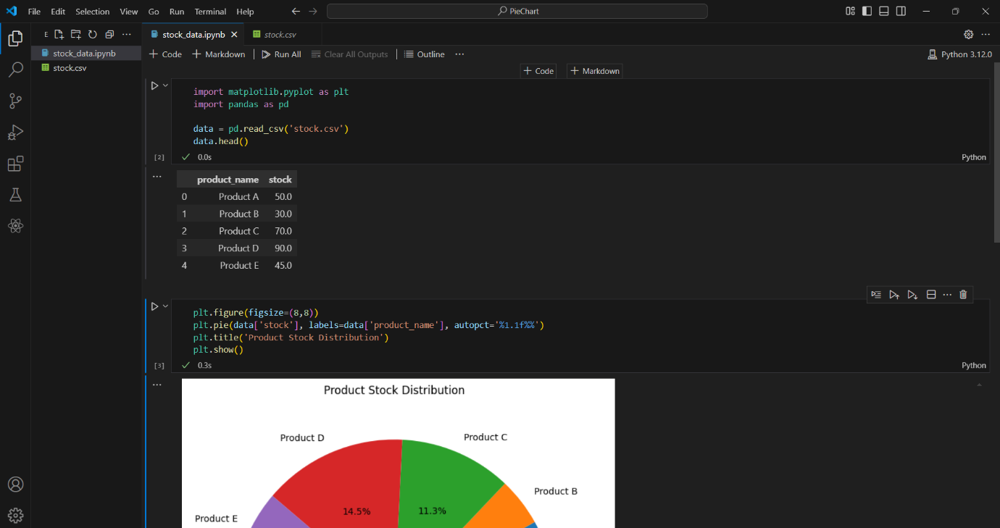 File Edit Selection View Go Run Terminal Help
PieChart
E
stock_data.ipynb
stock.csv
stock_data.ipynb
stock.csv
Code Markdown Run All Clear All Outputs Outline
Python 3.12.0
Code Markdown
import matplotlib.pyplot as plt
import pandas as pd
data = pd.read_csv('stock.csv')
data.head()
[2] 0.0s
Python
product_name stock
0 Product A 50.0
1 Product B 30.0
2 Product C 70.0
3 Product D 90.0
4 Product E 45.0
plt.figure(figsize=(8,8))
plt.pie(data['stock'], labels=data['product_name'], autopct='%1.1f%%')
plt.title('Product Stock Distribution')
plt.show()
[3] 0.3s
Python
Product Stock Distribution
Product D
Product C
Product B
14.5%
11.3%
Product E